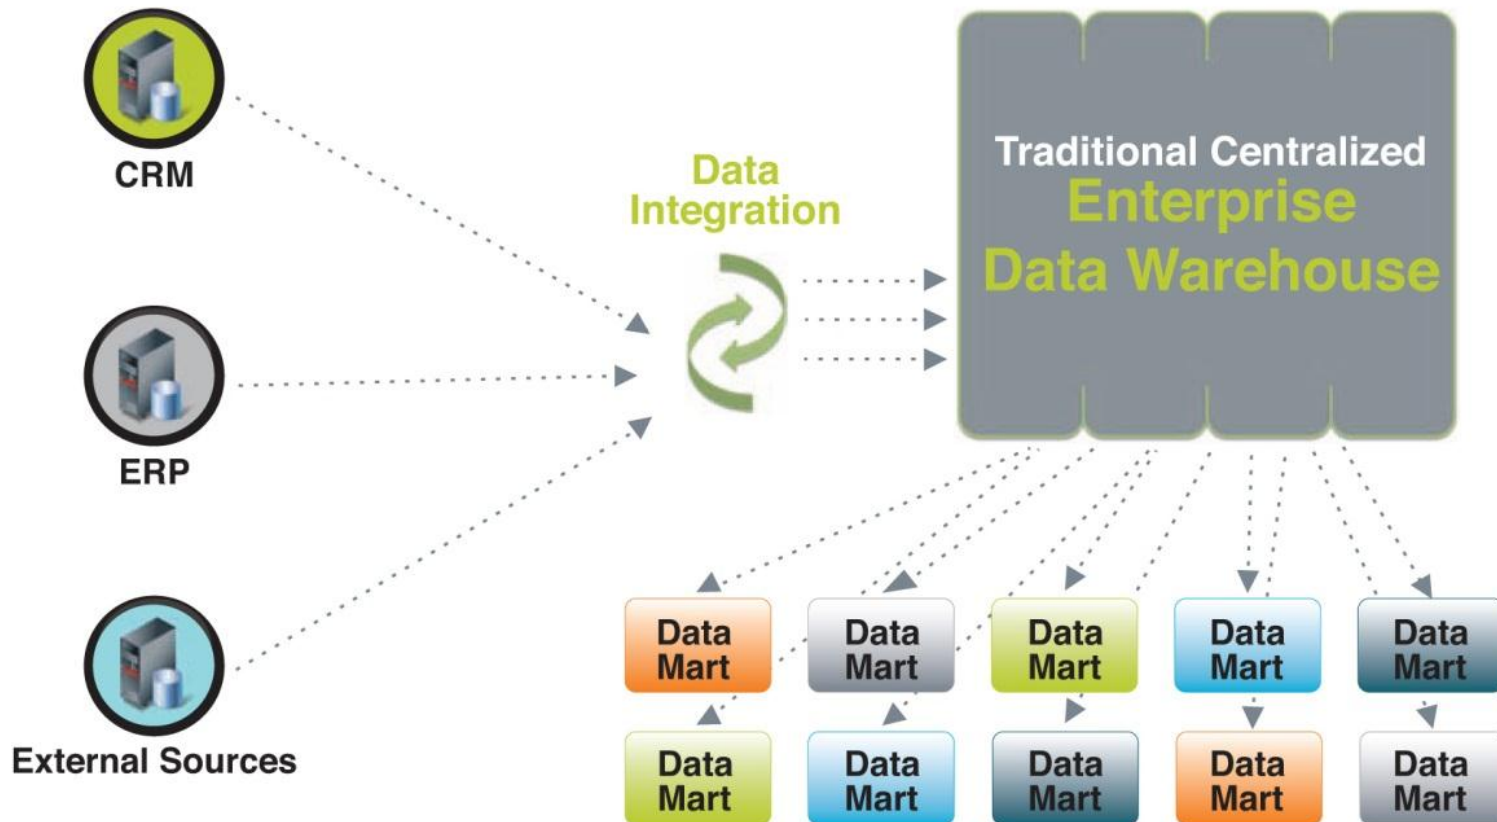 CRM
ERP
External Sources
Data
Integration
Traditional Centralized
Enterprise
Data Warehouse
Data
Mart
Data
Mart
Data
Mart
Data
Mart
Data
Mart
Data
Mart
Data
Mart
Data
Mart
Data
Mart
Data
Mart